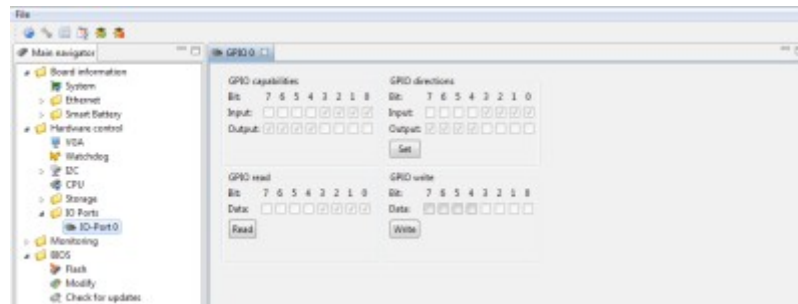 File
Main navigator
GPIO 0
Board information
System
Ethernet
Smart Battery
Hardware control
VGA
Watchdog
I2C
CPU
Storage
IO Ports
IO-Port 0
Monitoring
BIOS
Flash
Modify
Check for updates
GPIO capabilities
Bit: 7 6 5 4 3 2 1 0
Input:
Output:
GPIO directions
Bit: 7 6 5 4 3 2 1 0
Input:
Output:
Set
GPIO read
Bit: 7 6 5 4 3 2 1 0
Data:
Read
GPIO write
Bit: 7 6 5 4 3 2 1 0
Data:
Write